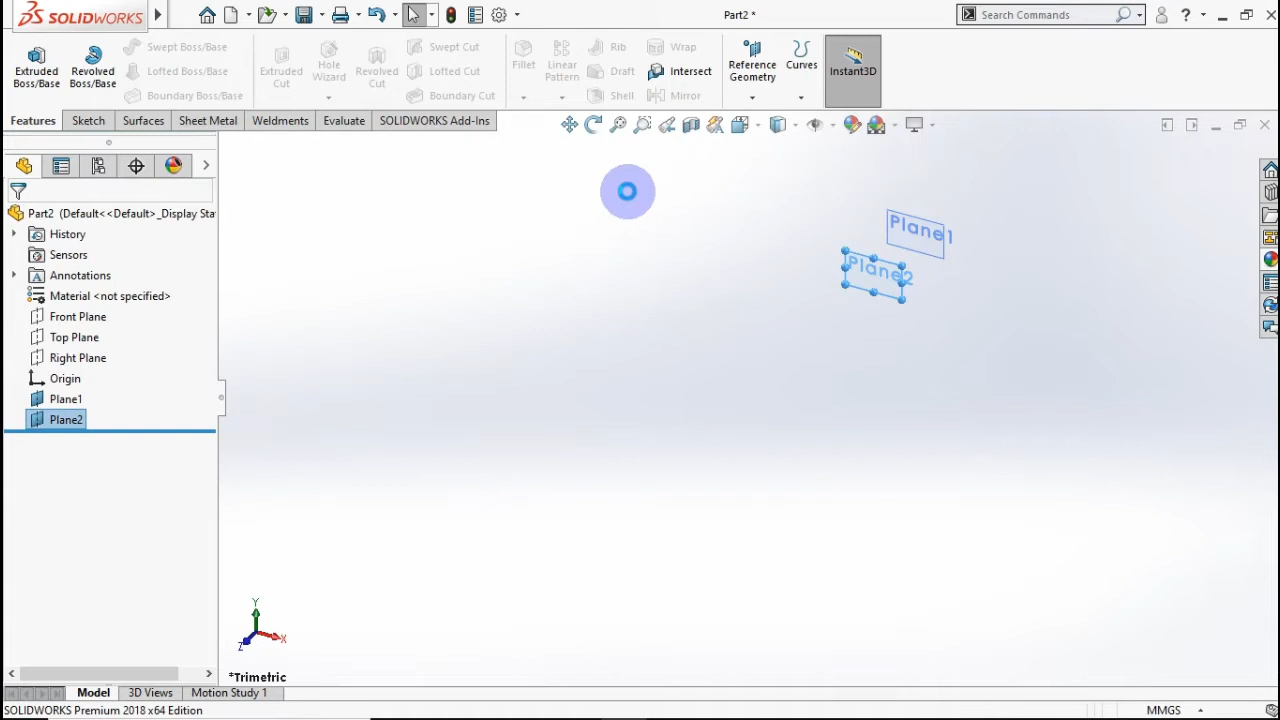 SOLIDWORKS
Part2 *
Search Commands
?
Extruded Boss/Base
Revolved Boss/Base
Swept Boss/Base
Lofted Boss/Base
Boundary Boss/Base
Extruded Cut
Hole Wizard
Revolved Cut
Swept Cut
Lofted Cut
Boundary Cut
Fillet
Linear Pattern
Rib
Draft
Shell
Wrap
Intersect
Mirror
Reference Geometry
Curves
Instant3D
Features
Sketch
Surfaces
Sheet Metal
Weldments
Evaluate
SOLIDWORKS Add-Ins
Part2 (Default<<Default>_Display Sta
History
Sensors
Annotations
Material <not specified>
Front Plane
Top Plane
Right Plane
Origin
Plane1
Plane2
Plane1
Plane2
Y
Z
X
*Trimetric
Model
3D Views
Motion Study 1
SOLIDWORKS Premium 2018 x64 Edition
MMGS